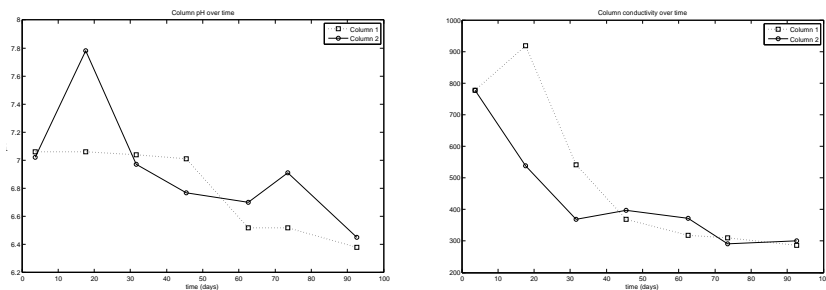 Column pH over time
Column 1
Column 2
8
7.8
7.6
7.4
7.2
7
6.8
6.6
6.4
6.2
0 10 20 30 40 50 60 70 80 90 100
time (days)
Column conductivity over time
Column 1
Column 2
1000
900
800
700
600
500
400
300
200
0 10 20 30 40 50 60 70 80 90 100
time (days)